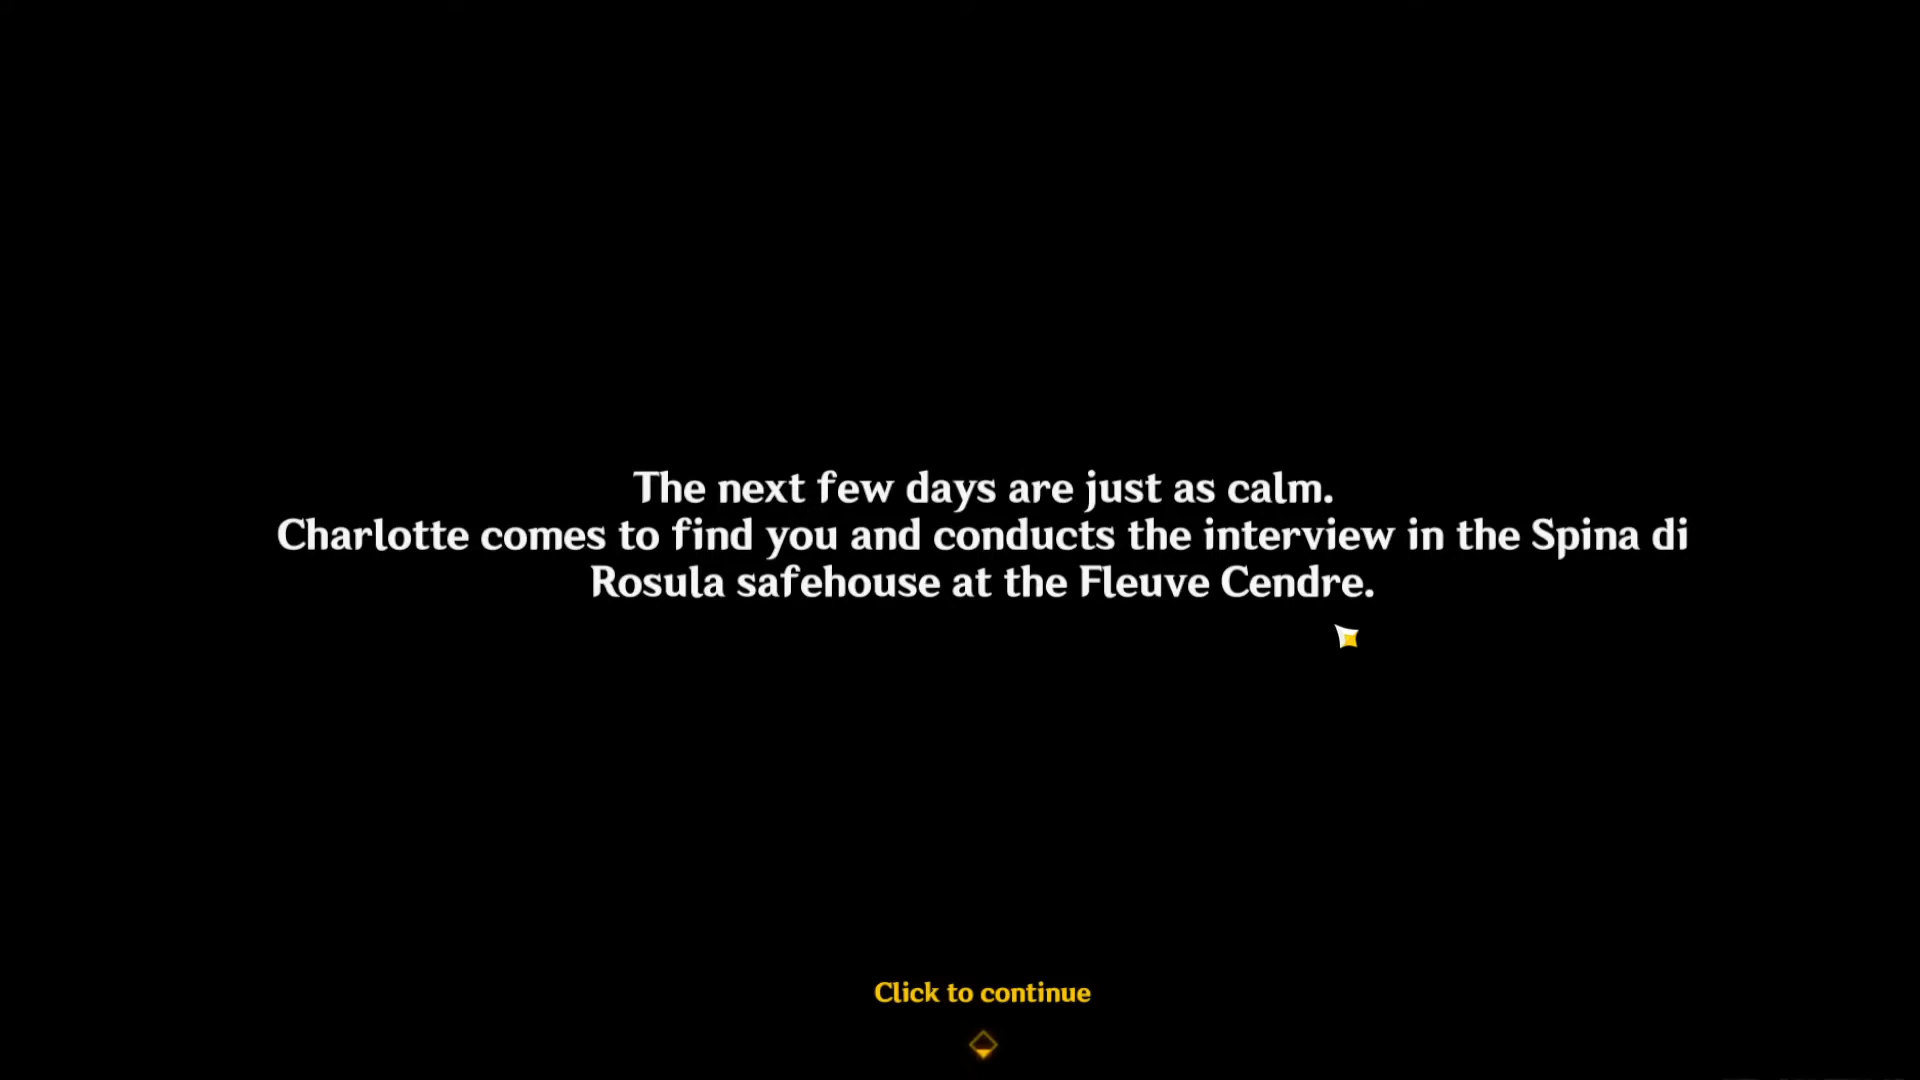 The next few days are just as calm.
Charlotte comes to find you and conducts the interview in the Spina di
Rosula safehouse at the Fleuve Cendre.
Click to continue